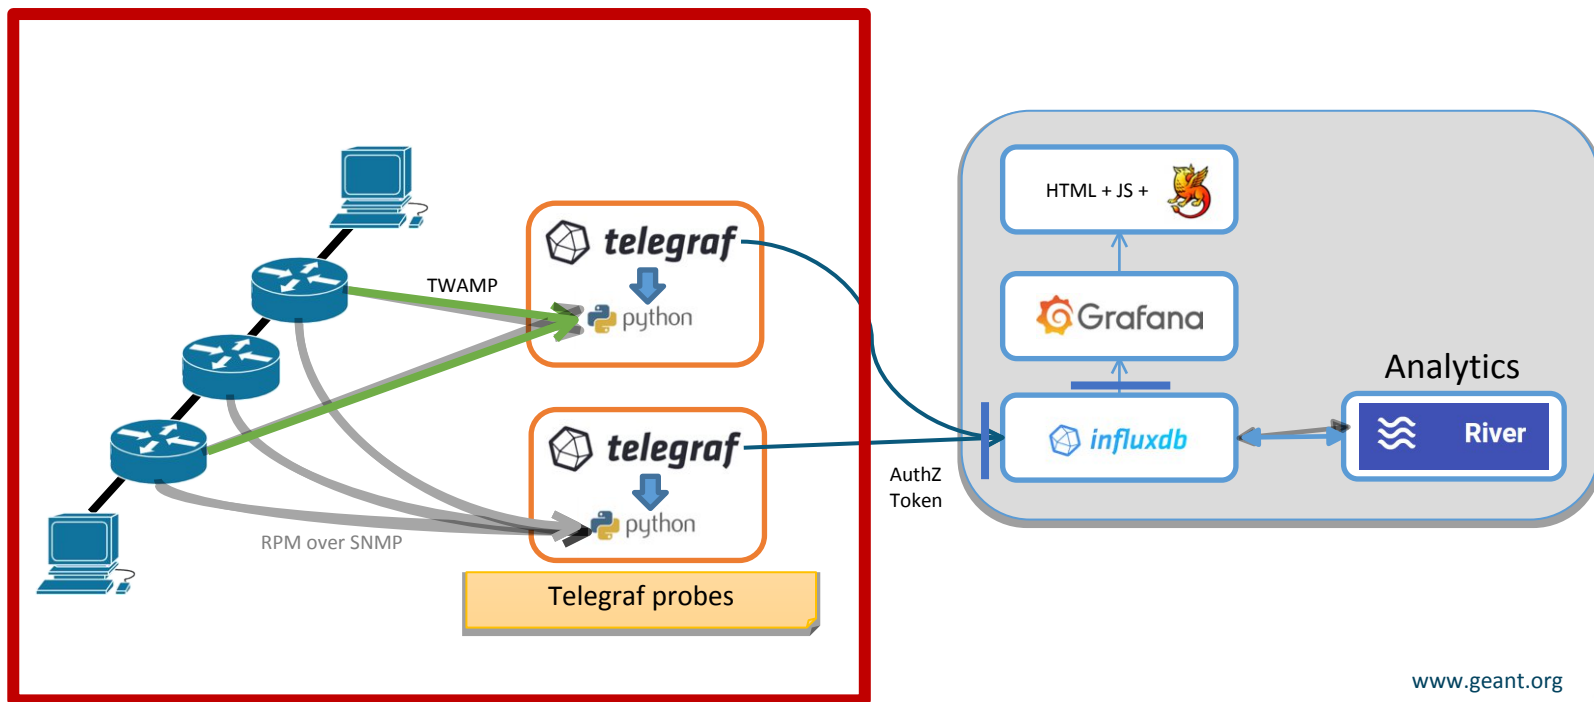 TWAMP
telegraf
python
telegraf
python
RPM over SNMP
Telegraf probes
AuthZ
Token
HTML + JS +
Grafana
influxdb
Analytics
River
www.geant.org